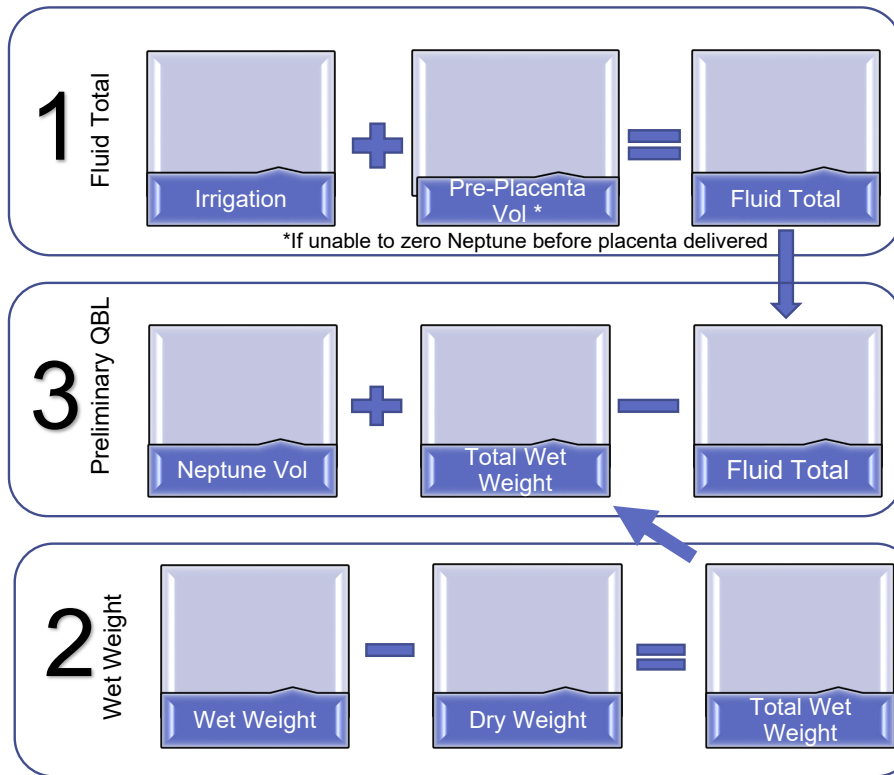 1
Fluid Total
Irrigation
Pre-Placenta
Vol *
Fluid Total
*If unable to zero Neptune before placenta delivered
3
Preliminary QBL
Neptune Vol
Total Wet
Weight
Fluid Total
2
Wet Weight
Wet Weight
Dry Weight
Total Wet
Weight